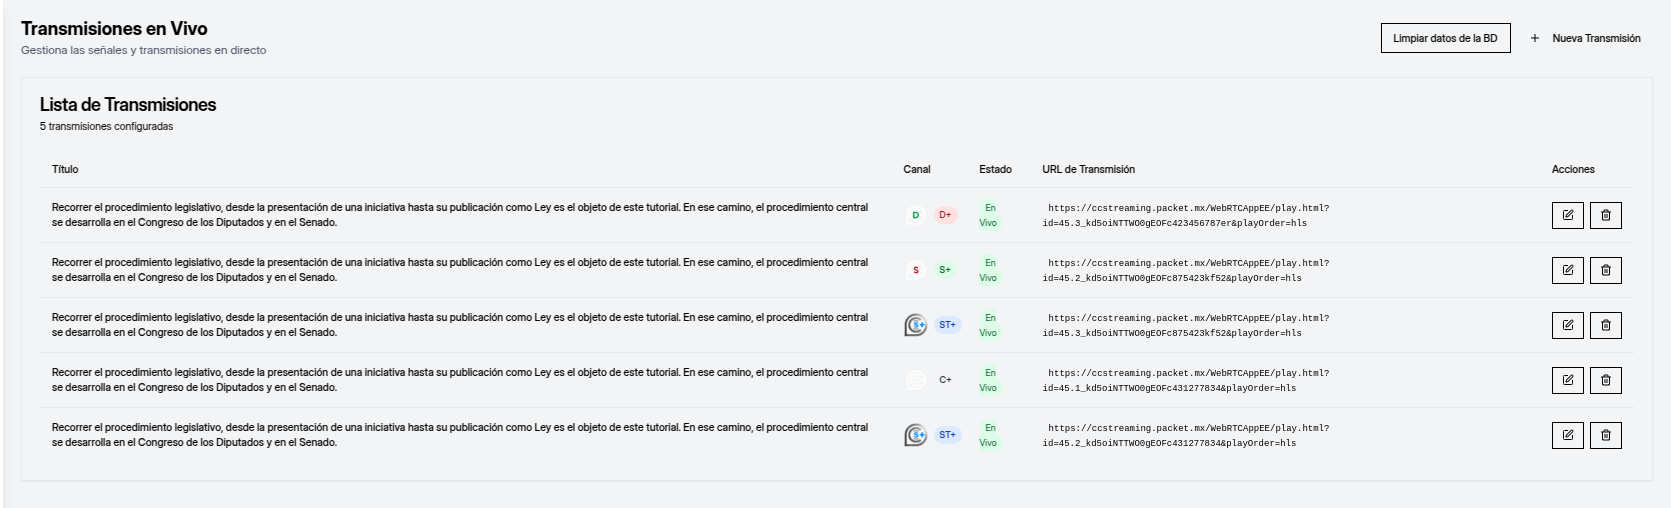 Transmisiones en Vivo
Gestiona las señales y transmisiones en directo
Limpiar datos de la BD
+ Nueva Transmisión
Lista de Transmisiones
5 transmisiones configuradas
Título Canal Estado URL de Transmisión Acciones
Recorrer el procedimiento legislativo, desde la presentación de una iniciativa hasta su publicación como Ley es el objeto de este tutorial. En ese camino, el procedimiento central
se desarrolla en el Congreso de los Diputados y en el Senado.
D D+
En
Vivo
https://ccstreaming.packet.mx/WebRTCAppEE/play.html?
id=45.3_kd5oiNTTWO0gEOFc423456787er&playOrder=hls
Recorrer el procedimiento legislativo, desde la presentación de una iniciativa hasta su publicación como Ley es el objeto de este tutorial. En ese camino, el procedimiento central
se desarrolla en el Congreso de los Diputados y en el Senado.
S S+
En
Vivo
https://ccstreaming.packet.mx/WebRTCAppEE/play.html?
id=45.2_kd5oiNTTWO0gEOFc875423kf52&playOrder=hls
Recorrer el procedimiento legislativo, desde la presentación de una iniciativa hasta su publicación como Ley es el objeto de este tutorial. En ese camino, el procedimiento central
se desarrolla en el Congreso de los Diputados y en el Senado.
S+ ST+
En
Vivo
https://ccstreaming.packet.mx/WebRTCAppEE/play.html?
id=45.3_kd5oiNTTWO0gEOFc875423kf52&playOrder=hls
Recorrer el procedimiento legislativo, desde la presentación de una iniciativa hasta su publicación como Ley es el objeto de este tutorial. En ese camino, el procedimiento central
se desarrolla en el Congreso de los Diputados y en el Senado.
C+
En
Vivo
https://ccstreaming.packet.mx/WebRTCAppEE/play.html?
id=45.1_kd5oiNTTWO0gEOFc431277834&playOrder=hls
Recorrer el procedimiento legislativo, desde la presentación de una iniciativa hasta su publicación como Ley es el objeto de este tutorial. En ese camino, el procedimiento central
se desarrolla en el Congreso de los Diputados y en el Senado.
S+ ST+
En
Vivo
https://ccstreaming.packet.mx/WebRTCAppEE/play.html?
id=45.2_kd5oiNTTWO0gEOFc431277834&playOrder=hls